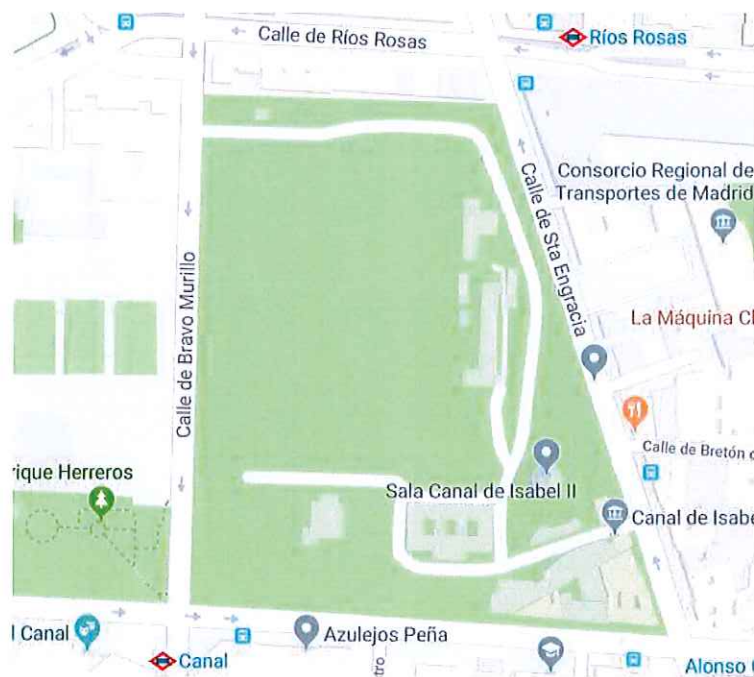 Calle de Ríos Rosas
Ríos Rosas
Consorcio Regional de
Transportes de Madrid
Calle de Sta Engracia
Calle de Bravo Murillo
La Máquina Cl
Calle de Bretón d
rique Herreros
Sala Canal de Isabel II
Canal de Isabe
l Canal
Azulejos Peña
Canal
tro
Alonso C